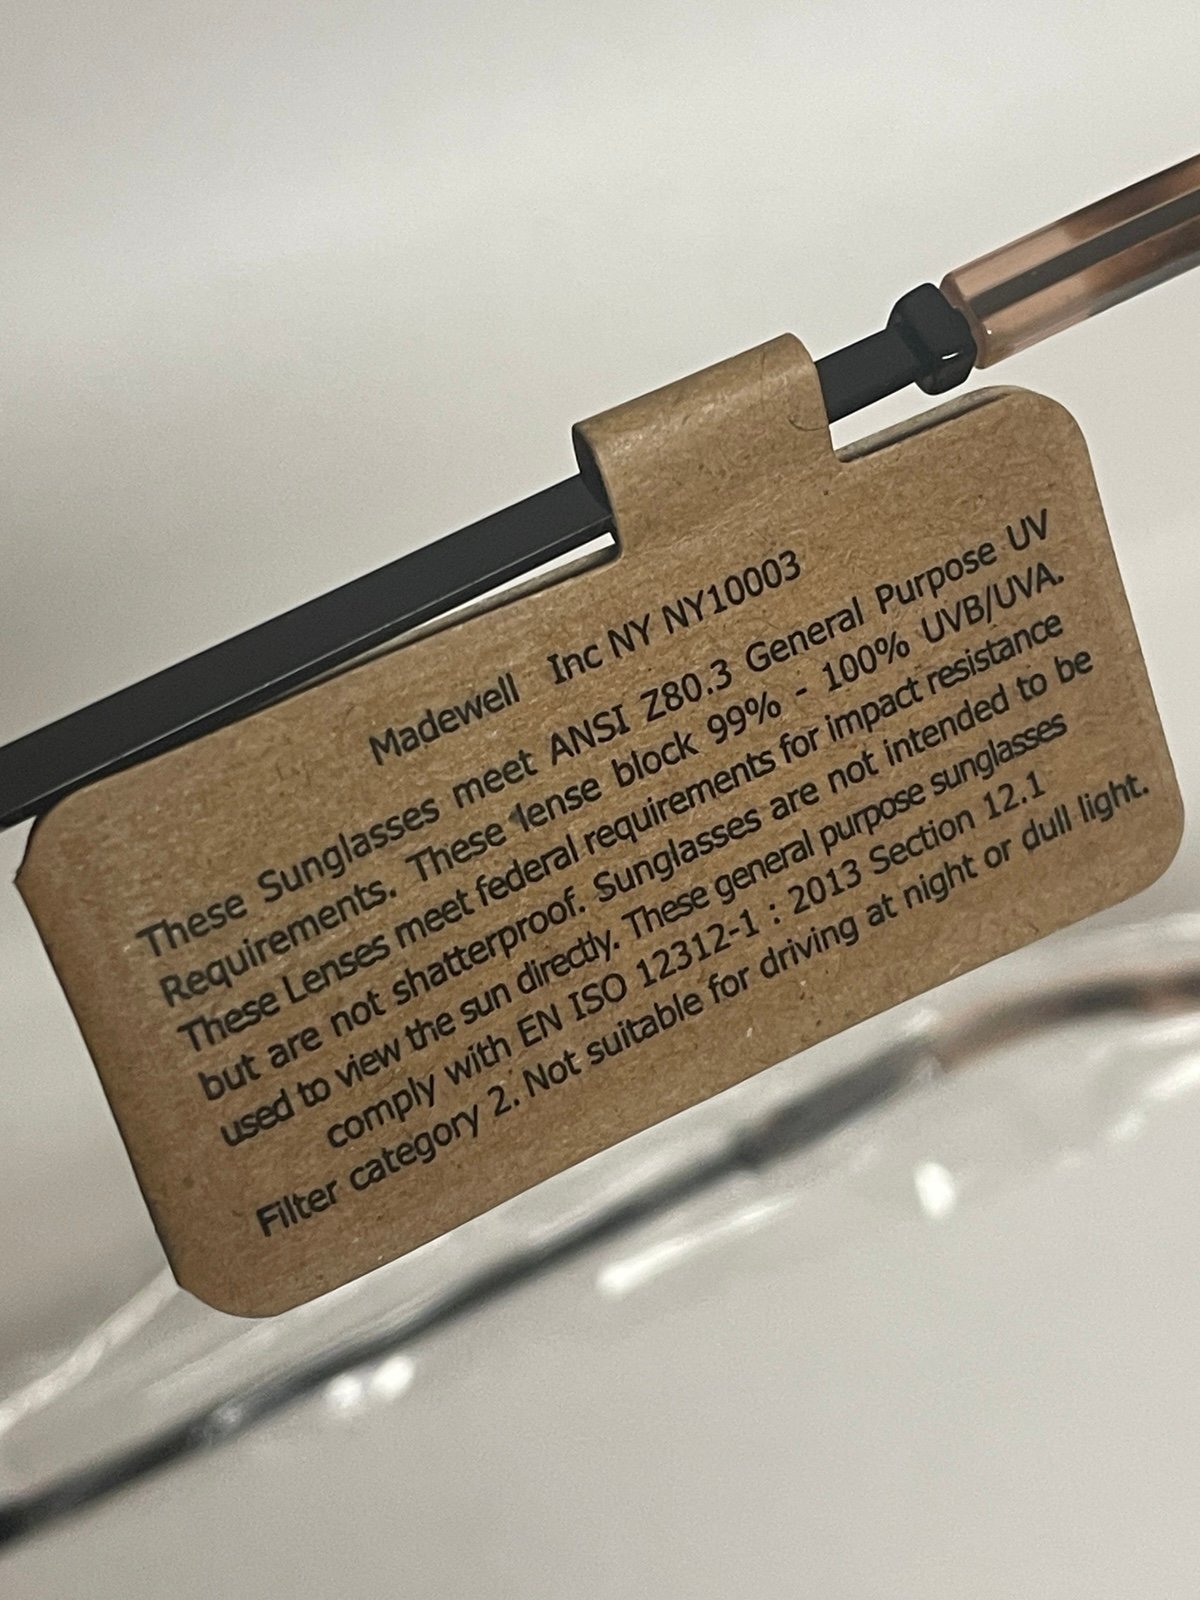 Madewell Inc NY NY10003
These Sunglasses meet ANSI Z80.3 General Purpose UV
Requirements. These lense block 99% - 100% UVB/UVA.
These Lenses meet federal requirements for impact resistance
but are not shatterproof. Sunglasses are not intended to be
used to view the sun directly. These general purpose sunglasses
comply with EN ISO 12312-1 : 2013 Section 12.1
Filter category 2. Not suitable for driving at night or dull light.